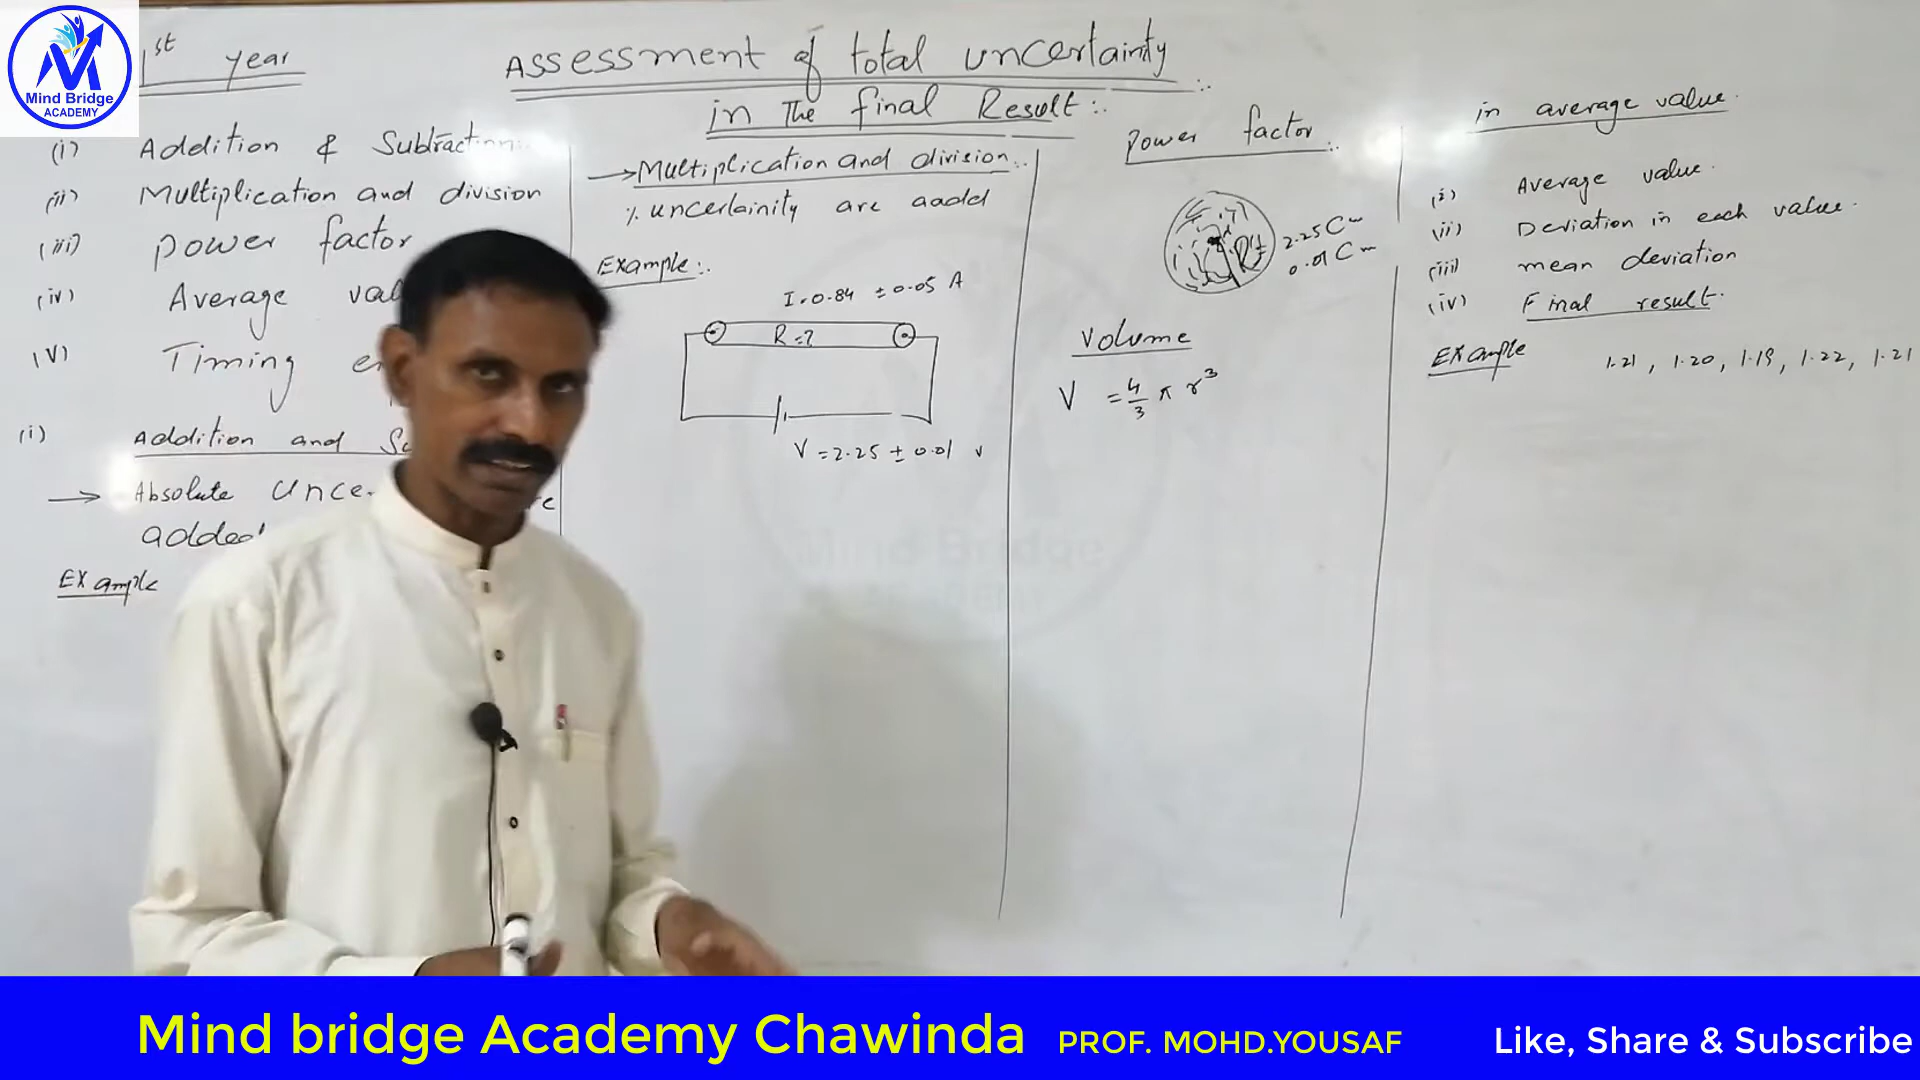 Mind Bridge
ACADEMY
1st year
Assessment of total uncertainty
in The final Result:.
(i) Addition & Subtraction:.
(ii) Multiplication and division
(iii) power factor
(iv) Average
(V) Timing
(i) Addition and
→ Absolute
added
Example
→ Multiplication and division:.
% uncertainity are aadd
Example:.
I = 0.84 ± 0.05 A
R = ?
V = 2.25 ± 0.01 v
power factor:.
2.25 Cm
0.01 Cm
Volume
V = 4/3 π r³
in average value.
(i) Average value.
(ii) Deviation in each value.
(iii) mean deviation
(iv) Final result.
Example 1.21, 1.20, 1.19, 1.22, 1.21
Mind bridge Academy Chawinda PROF. MOHD.YOUSAF Like, Share & Subscribe